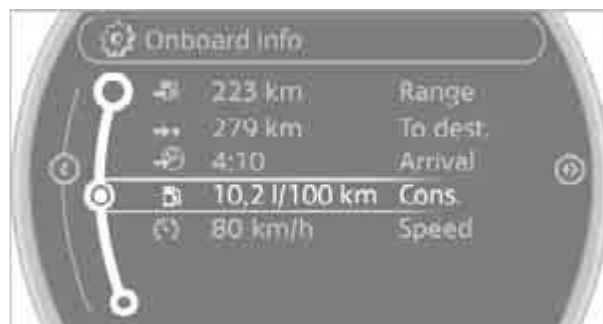 Onboard info
223 km Range
279 km To dest.
4:10 Arrival
10,2 l/100 km Cons.
80 km/h Speed